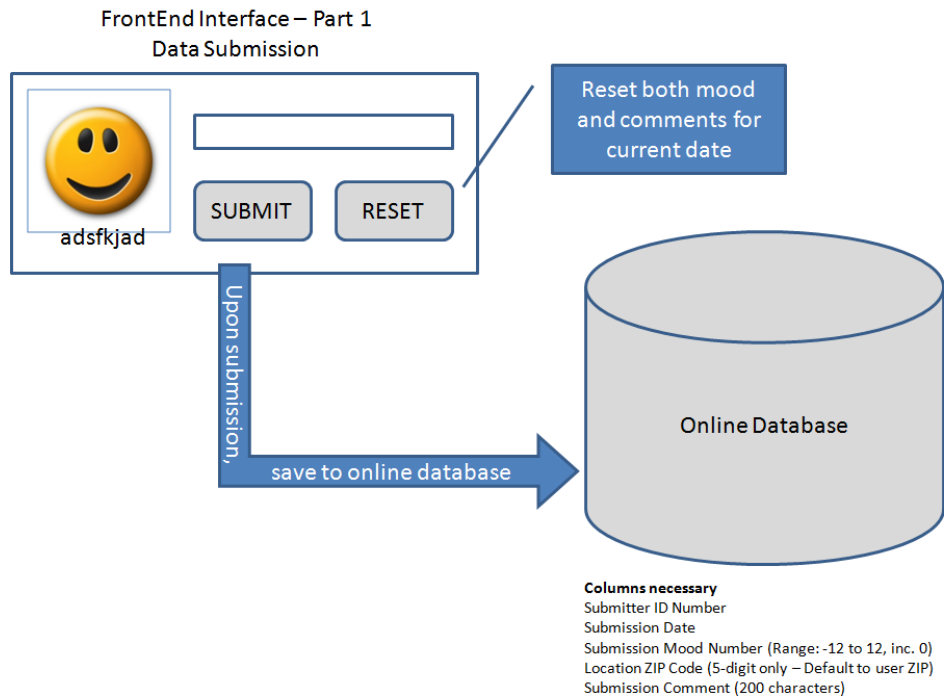 FrontEnd Interface – Part 1
Data Submission
Reset both mood
and comments for
current date
SUBMIT
RESET
adsfkjad
Upon submission,
save to online database
Online Database
Columns necessary
Submitter ID Number
Submission Date
Submission Mood Number (Range: -12 to 12, inc. 0)
Location ZIP Code (5-digit only – Default to user ZIP)
Submission Comment (200 characters)